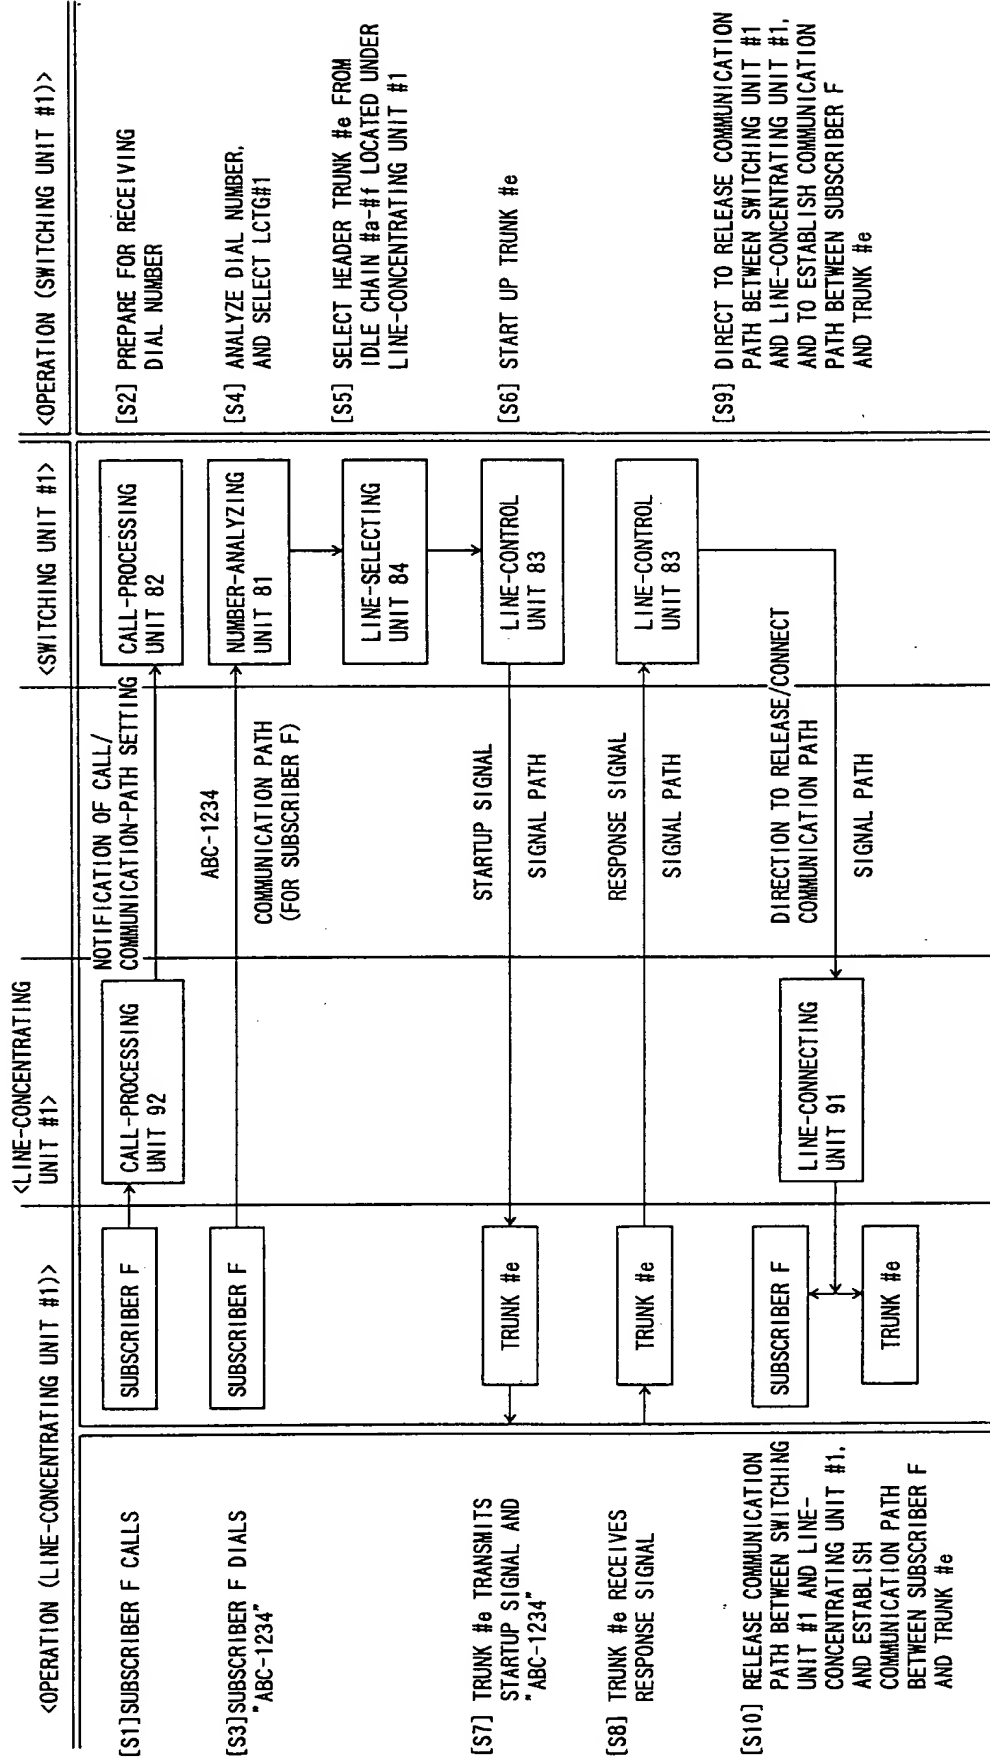 <OPERATION (LINE-CONCENTRATING UNIT #1)>
<LINE-CONCENTRATING
UNIT #1>
<SWITCHING UNIT #1>
<OPERATION (SWITCHING UNIT #1)>
[S1]SUBSCRIBER F CALLS
SUBSCRIBER F
CALL-PROCESSING
UNIT 92
NOTIFICATION OF CALL/
COMMUNICATION-PATH SETTING
CALL-PROCESSING
UNIT 82
[S2] PREPARE FOR RECEIVING
DIAL NUMBER
[S3]SUBSCRIBER F DIALS
"ABC-1234"
SUBSCRIBER F
ABC-1234
COMMUNICATION PATH
(FOR SUBSCRIBER F)
NUMBER-ANALYZING
UNIT 81
[S4] ANALYZE DIAL NUMBER,
AND SELECT LCTG#1
LINE-SELECTING
UNIT 84
[S5] SELECT HEADER TRUNK #e FROM
IDLE CHAIN #a-#f LOCATED UNDER
LINE-CONCENTRATING UNIT #1
[S7] TRUNK #e TRANSMITS
STARTUP SIGNAL AND
"ABC-1234"
TRUNK #e
STARTUP SIGNAL
SIGNAL PATH
LINE-CONTROL
UNIT 83
[S6] START UP TRUNK #e
[S8] TRUNK #e RECEIVES
RESPONSE SIGNAL
TRUNK #e
RESPONSE SIGNAL
SIGNAL PATH
LINE-CONTROL
UNIT 83
[S10] RELEASE COMMUNICATION
PATH BETWEEN SWITCHING
UNIT #1 AND LINE-
CONCENTRATING UNIT #1,
AND ESTABLISH
COMMUNICATION PATH
BETWEEN SUBSCRIBER F
AND TRUNK #e
SUBSCRIBER F
TRUNK #e
LINE-CONNECTING
UNIT 91
DIRECTION TO RELEASE/CONNECT
COMMUNICATION PATH
SIGNAL PATH
[S9] DIRECT TO RELEASE COMMUNICATION
PATH BETWEEN SWITCHING UNIT #1
AND LINE-CONCENTRATING UNIT #1,
AND TO ESTABLISH COMMUNICATION
PATH BETWEEN SUBSCRIBER F
AND TRUNK #e